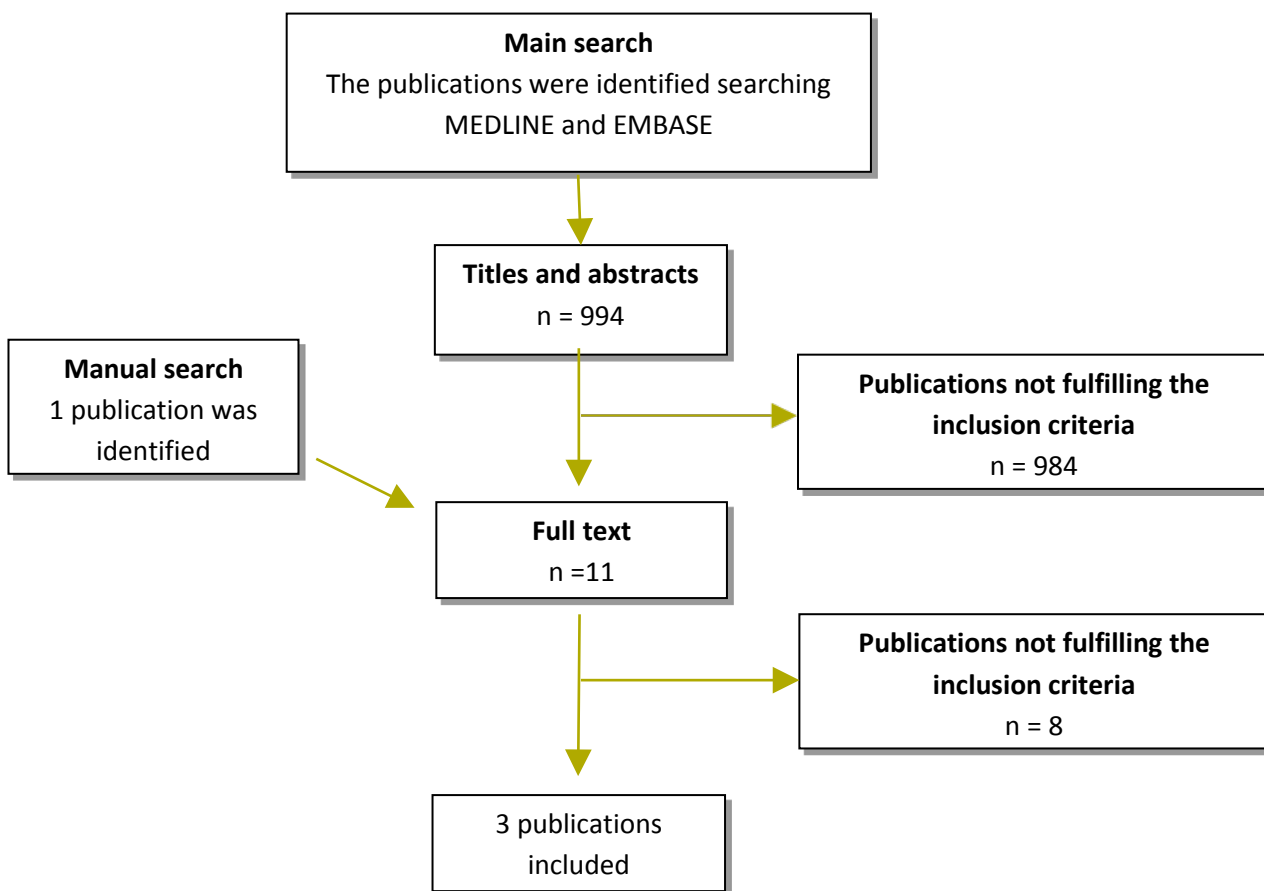 Main search
The publications were identified searching
MEDLINE and EMBASE
Titles and abstracts
n = 994
Manual search
1 publication was
identified
Publications not fulfilling the
inclusion criteria
n = 984
Full text
n =11
Publications not fulfilling the
inclusion criteria
n = 8
3 publications
included